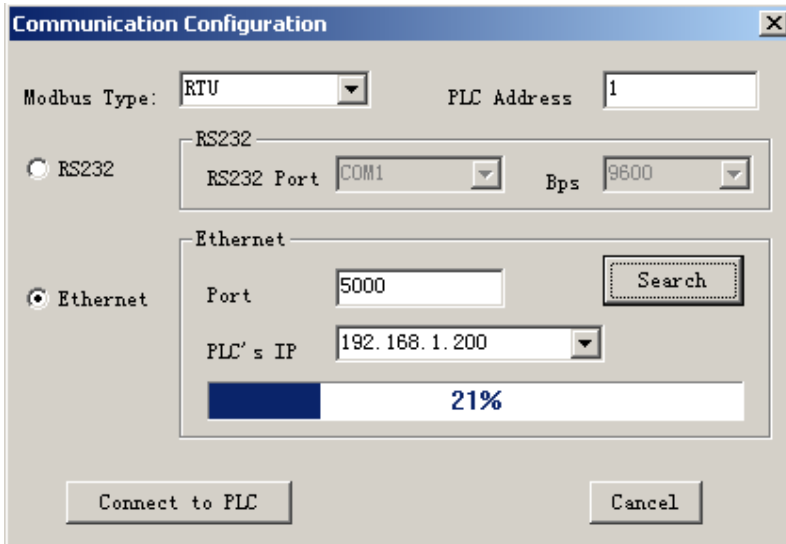 Communication Configuration
Modbus Type: RTU PLC Address 1
RS232
RS232
RS232 Port COM1 Bps 9600
Ethernet
Ethernet
Port 5000 Search
PLC's IP 192.168.1.200
21%
Connect to PLC Cancel